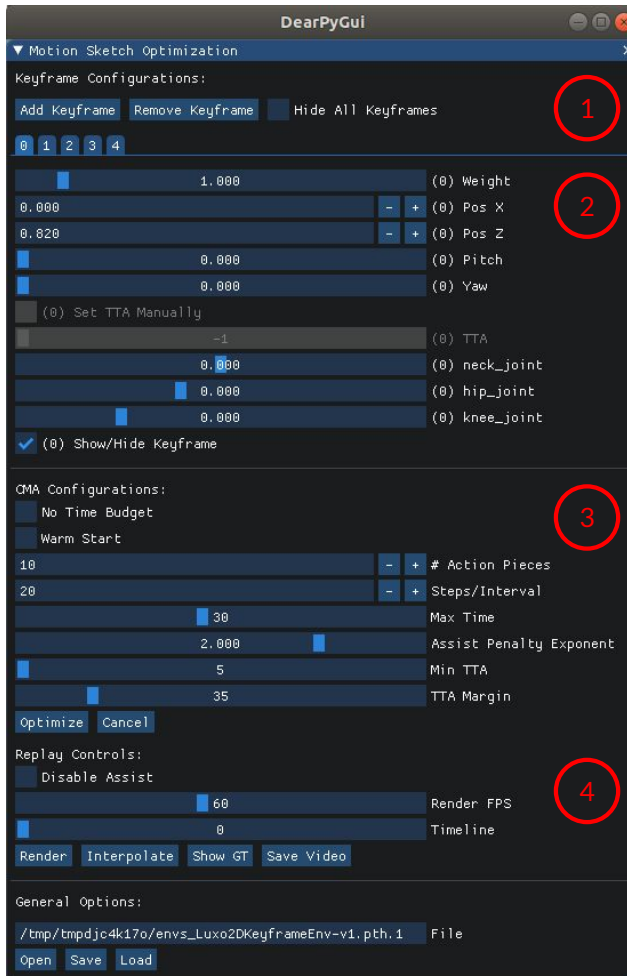 DearPyGui
Motion Sketch Optimization
Keyframe Configurations:
Add Keyframe Remove Keyframe Hide All Keyframes
1
0 1 2 3 4
1.000 (0) Weight
2
0.000 - + (0) Pos X
0.820 - + (0) Pos Z
0.000 (0) Pitch
0.000 (0) Yaw
(0) Set TTA Manually
-1 (0) TTA
0.000 (0) neck_joint
0.000 (0) hip_joint
0.000 (0) knee_joint
(0) Show/Hide Keyframe
CMA Configurations:
No Time Budget
3
Warm Start
10 - + # Action Pieces
20 - + Steps/Interval
30 Max Time
2.000 Assist Penalty Exponent
5 Min TTA
35 TTA Margin
Optimize Cancel
Replay Controls:
Disable Assist
4
60 Render FPS
0 Timeline
Render Interpolate Show GT Save Video
General Options:
/tmp/tmpdjc4k17o/envs_Luxo2DKeyframeEnv-v1.pth.1 File
Open Save Load